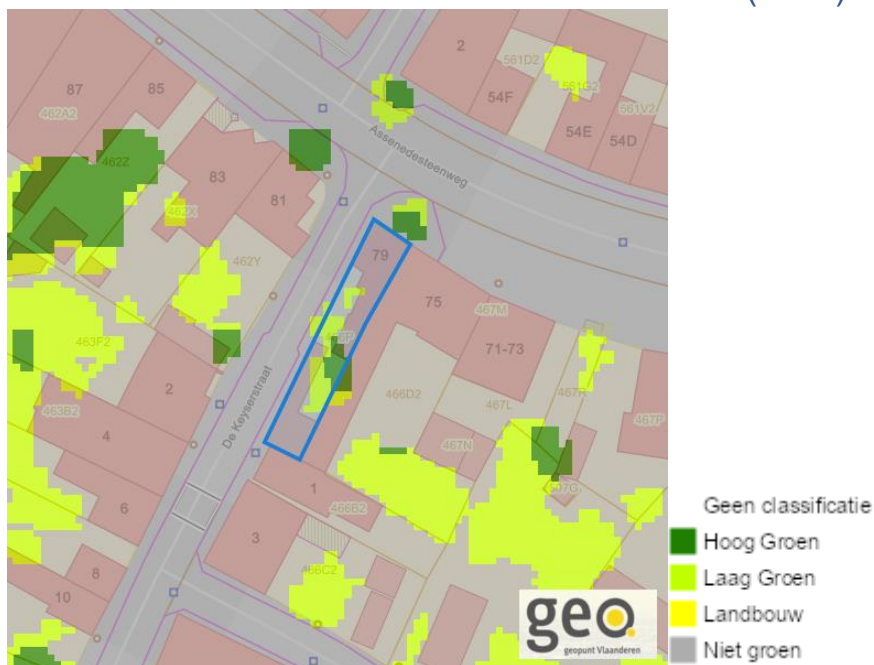 2
561D2
561G2
87
85
54F
561V2
462A2
54E
54D
Assenedesteenweg
462Z
83
81
462X
79
462Y
75
467M
71-73
463F2
2
466D2
467R
467L
De Keyserstraat
463B2
4
467P
467N
1
6
466B2
3
8
466C2
10
geo.
geopunt Vlaanderen
Geen classificatie
Hoog Groen
Laag Groen
Landbouw
Niet groen